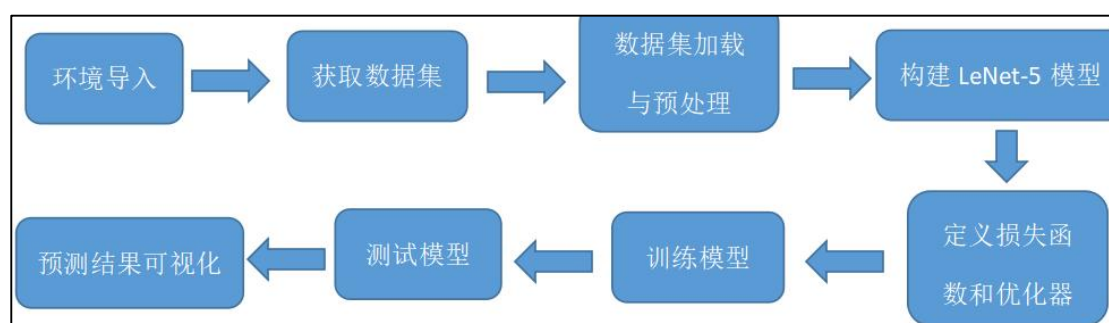 环境导入
获取数据集
数据集加载
与预处理
构建 LeNet-5 模型
定义损失函
数和优化器
训练模型
测试模型
预测结果可视化